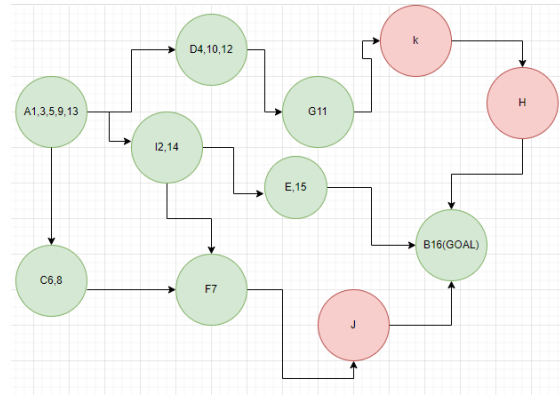 D4,10,12
k
A1,3,5,9,13
G11
H
I2,14
E,15
B16(GOAL)
C6,8
F7
J